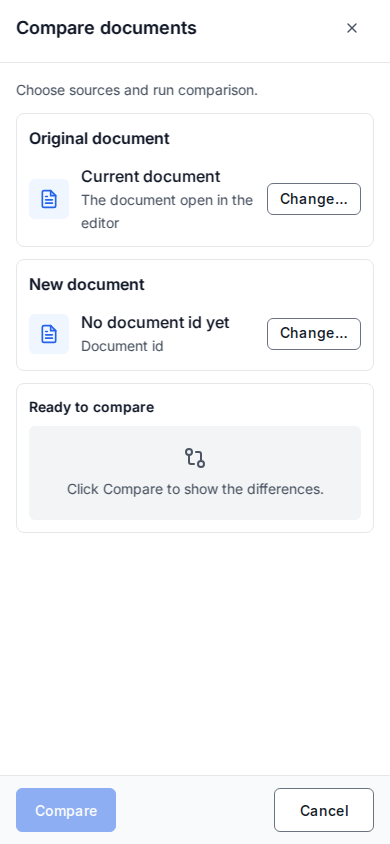 Compare documents
Choose sources and run comparison.
Original document
Current document
The document open in the
editor
Change...
New document
No document id yet
Document id
Change...
Ready to compare
Click Compare to show the differences.
Compare
Cancel